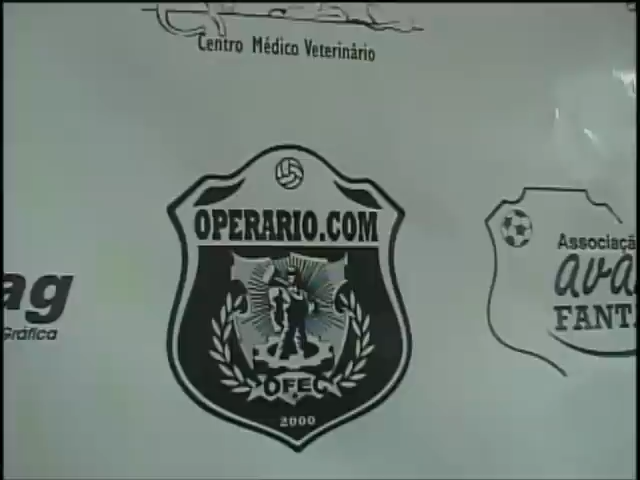 Centro Médico Veterinário
OPERARIO.COM
OFEC
2000
ag
Gráfica
Associaçã
ava
FANT